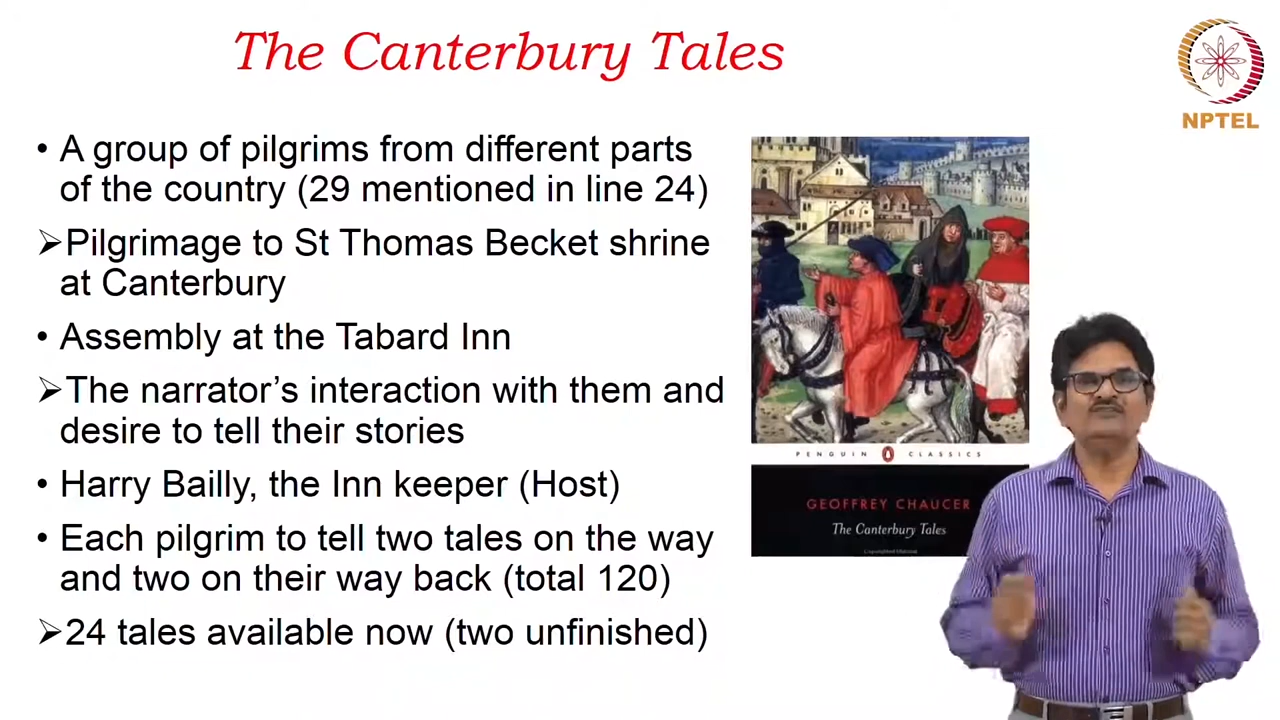 The Canterbury Tales
NPTEL
• A group of pilgrims from different parts
of the country (29 mentioned in line 24)
➢Pilgrimage to St Thomas Becket shrine
at Canterbury
• Assembly at the Tabard Inn
➢The narrator's interaction with them and
desire to tell their stories
• Harry Bailly, the Inn keeper (Host)
• Each pilgrim to tell two tales on the way
and two on their way back (total 120)
➢24 tales available now (two unfinished)
PENGUIN CLASSICS
GEOFFREY CHAUCER
The Canterbury Tales